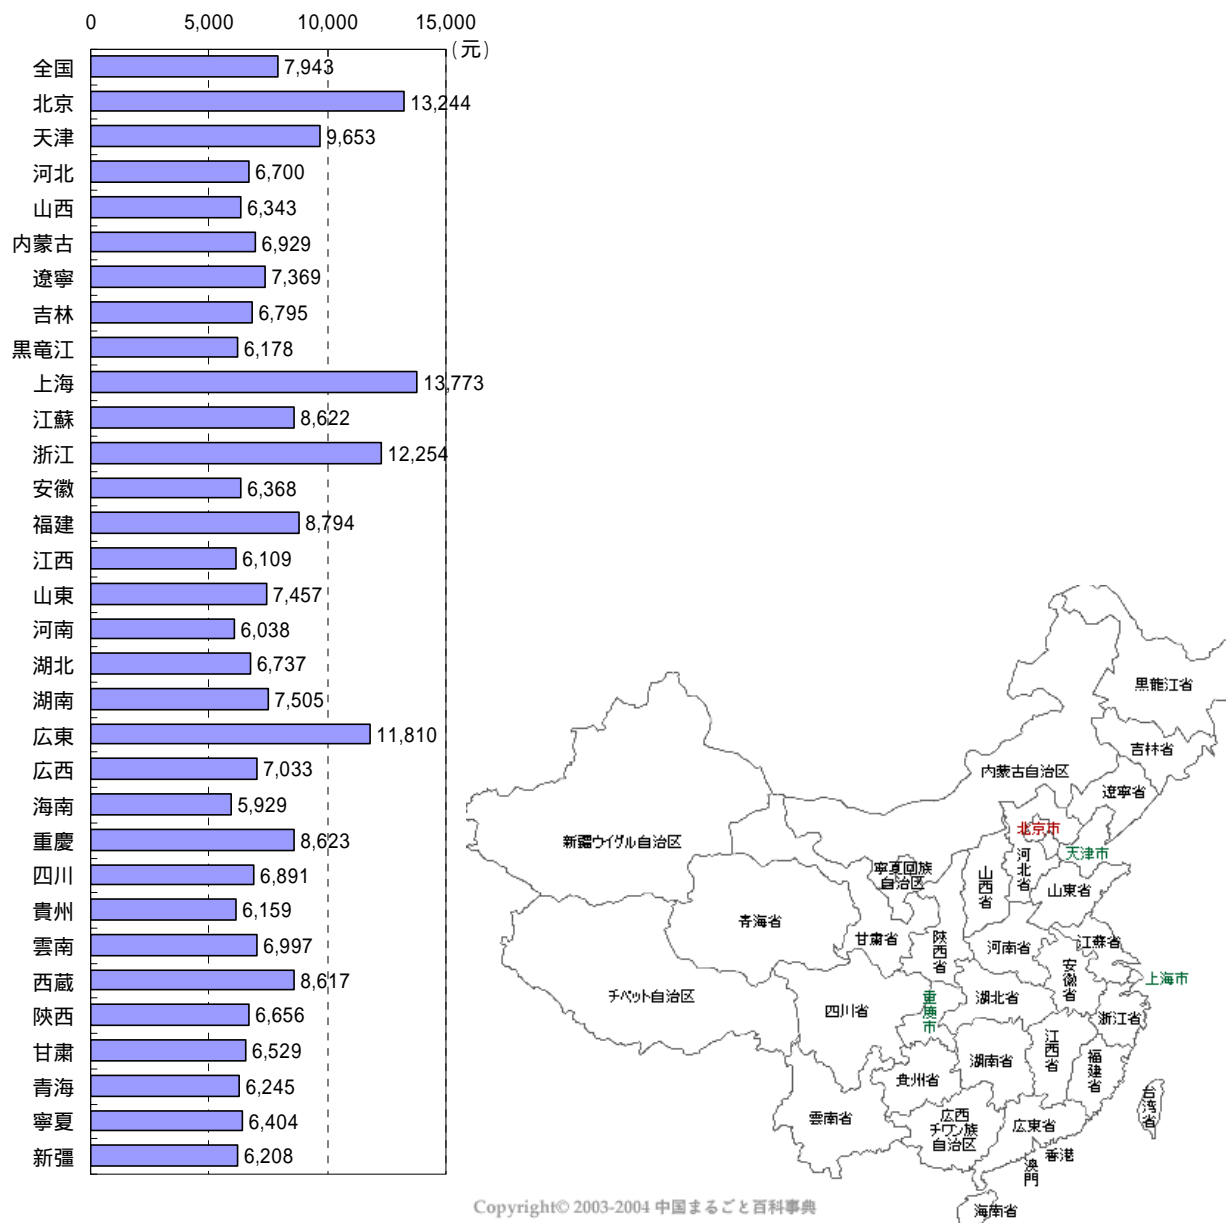 0 5,000 10,000 15,000
(元)
全国 7,943
北京 13,244
天津 9,653
河北 6,700
山西 6,343
内蒙古 6,929
遼寧 7,369
吉林 6,795
黒竜江 6,178
上海 13,773
江蘇 8,622
浙江 12,254
安徽 6,368
福建 8,794
江西 6,109
山東 7,457
河南 6,038
湖北 6,737
湖南 7,505
広東 11,810
広西 7,033
海南 5,929
重慶 8,623
四川 6,891
貴州 6,159
雲南 6,997
西蔵 8,617
陝西 6,656
甘粛 6,529
青海 6,245
寧夏 6,404
新彊 6,208
黒龍江省
吉林省
内蒙古自治区
遼寧省
北京市
新疆ウイグル自治区
天津市
寧夏回族
自治区
河北省
山西省
山東省
青海省
甘粛省
陝西省
河南省
江蘇省
安徽省
上海市
チベット自治区
四川省
重慶市
湖北省
浙江省
江西省
湖南省
福建省
貴州省
台湾省
雲南省
広西
チワン族
自治区
広東省
香港
澳門
海南省
Copyright© 2003-2004 中国まるごと百科事典